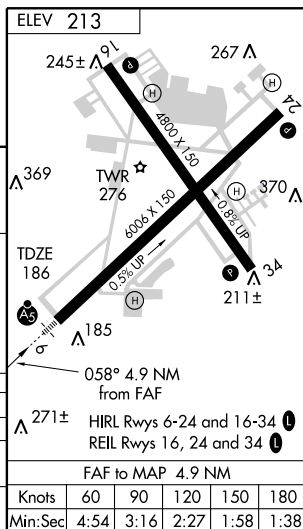 ELEV 213
16
245±
P
267
H
H
24
P
4800 X 150
369
TWR
276
H
370
6006 X 150
0.8% UP
TDZE
186
0.5% UP
P
34
H
211±
A5
185
6
058° 4.9 NM
from FAF
271±
HIRL Rwys 6-24 and 16-34 L
REIL Rwys 16, 24 and 34 L
FAF to MAP 4.9 NM
Knots 60 90 120 150 180
Min:Sec 4:54 3:16 2:27 1:58 1:38